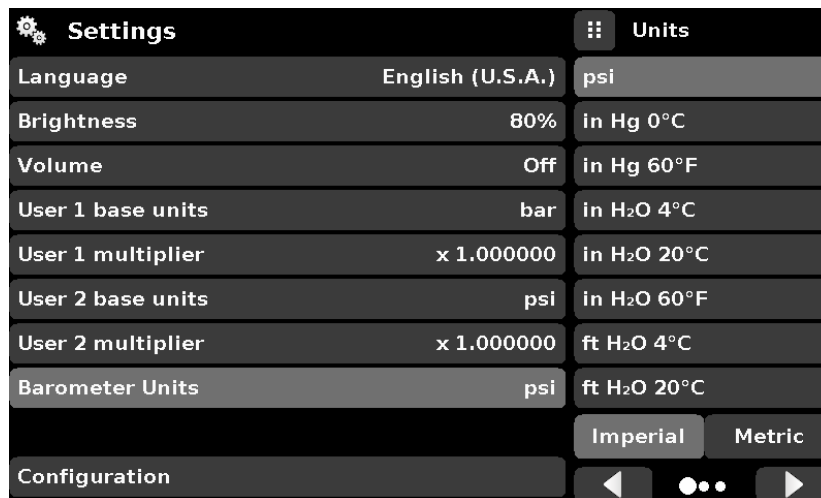 Settings
Language English (U.S.A.)
Brightness 80%
Volume Off
User 1 base units bar
User 1 multiplier x 1.000000
User 2 base units psi
User 2 multiplier x 1.000000
Barometer Units psi
Configuration
Units
psi
in Hg 0°C
in Hg 60°F
in H₂O 4°C
in H₂O 20°C
in H₂O 60°F
ft H₂O 4°C
ft H₂O 20°C
Imperial Metric